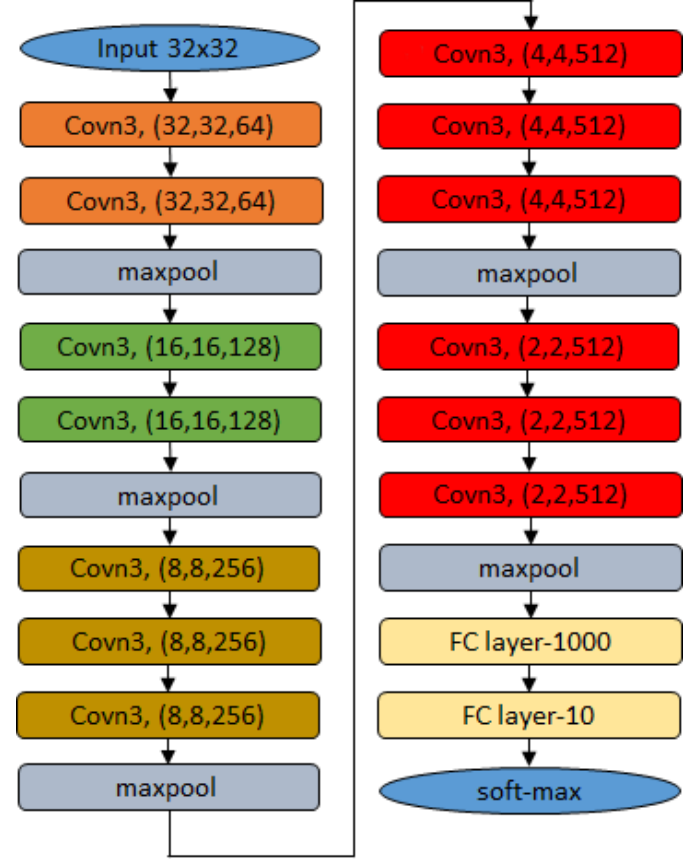 Input 32x32
Covn3, (32,32,64)
Covn3, (32,32,64)
maxpool
Covn3, (16,16,128)
Covn3, (16,16,128)
maxpool
Covn3, (8,8,256)
Covn3, (8,8,256)
Covn3, (8,8,256)
maxpool
Covn3, (4,4,512)
Covn3, (4,4,512)
Covn3, (4,4,512)
maxpool
Covn3, (2,2,512)
Covn3, (2,2,512)
Covn3, (2,2,512)
maxpool
FC layer-1000
FC layer-10
soft-max